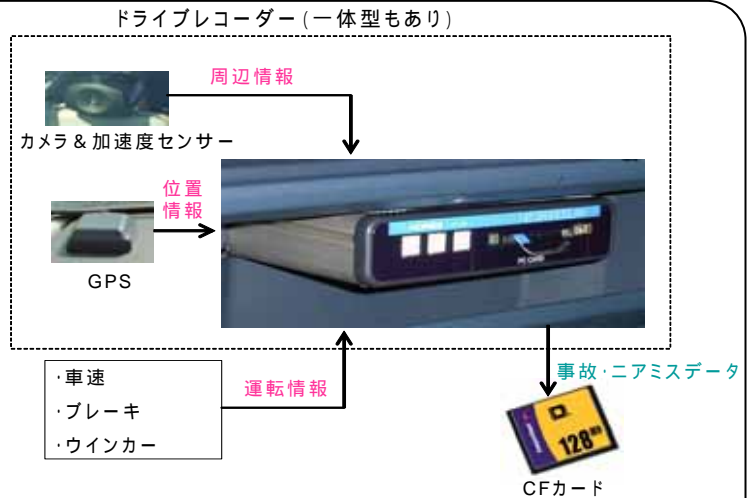 ドライブレコーダー(一体型もあり)
周辺情報
カメラ&加速度センサー
位置
情報
GPS
PC CARD
・車速
・ブレーキ
・ウインカー
運転情報
事故・ニアミスデータ
128MB
CFカード